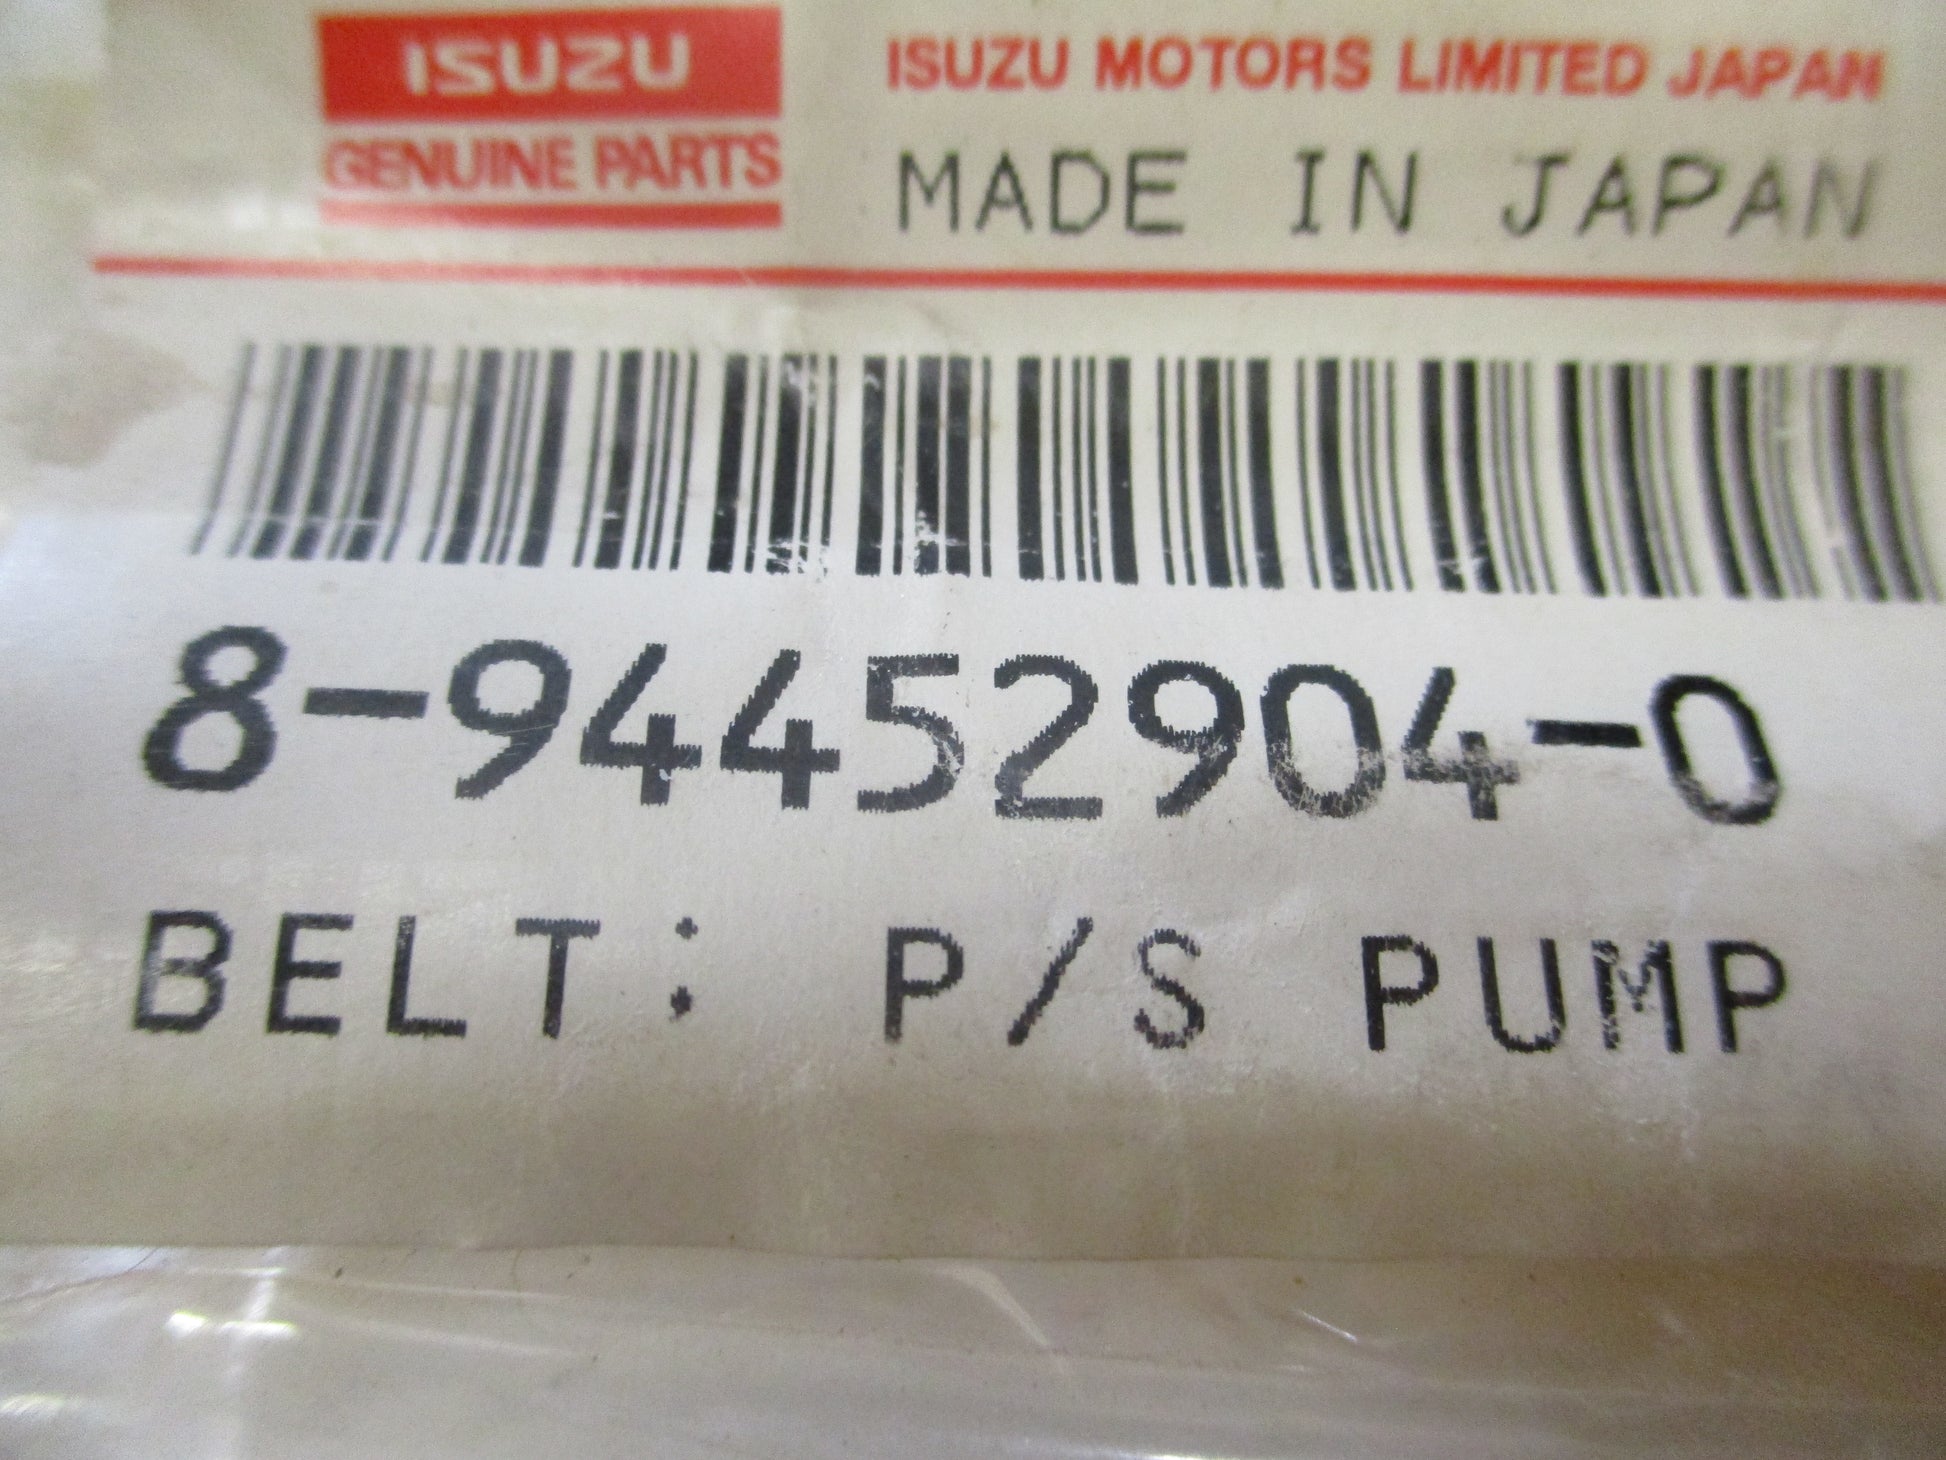 ISUZU
GENUINE PARTS
ISUZU MOTORS LIMITED JAPAN
MADE IN JAPAN
8-94452904-0
BELT: P/S PUMP